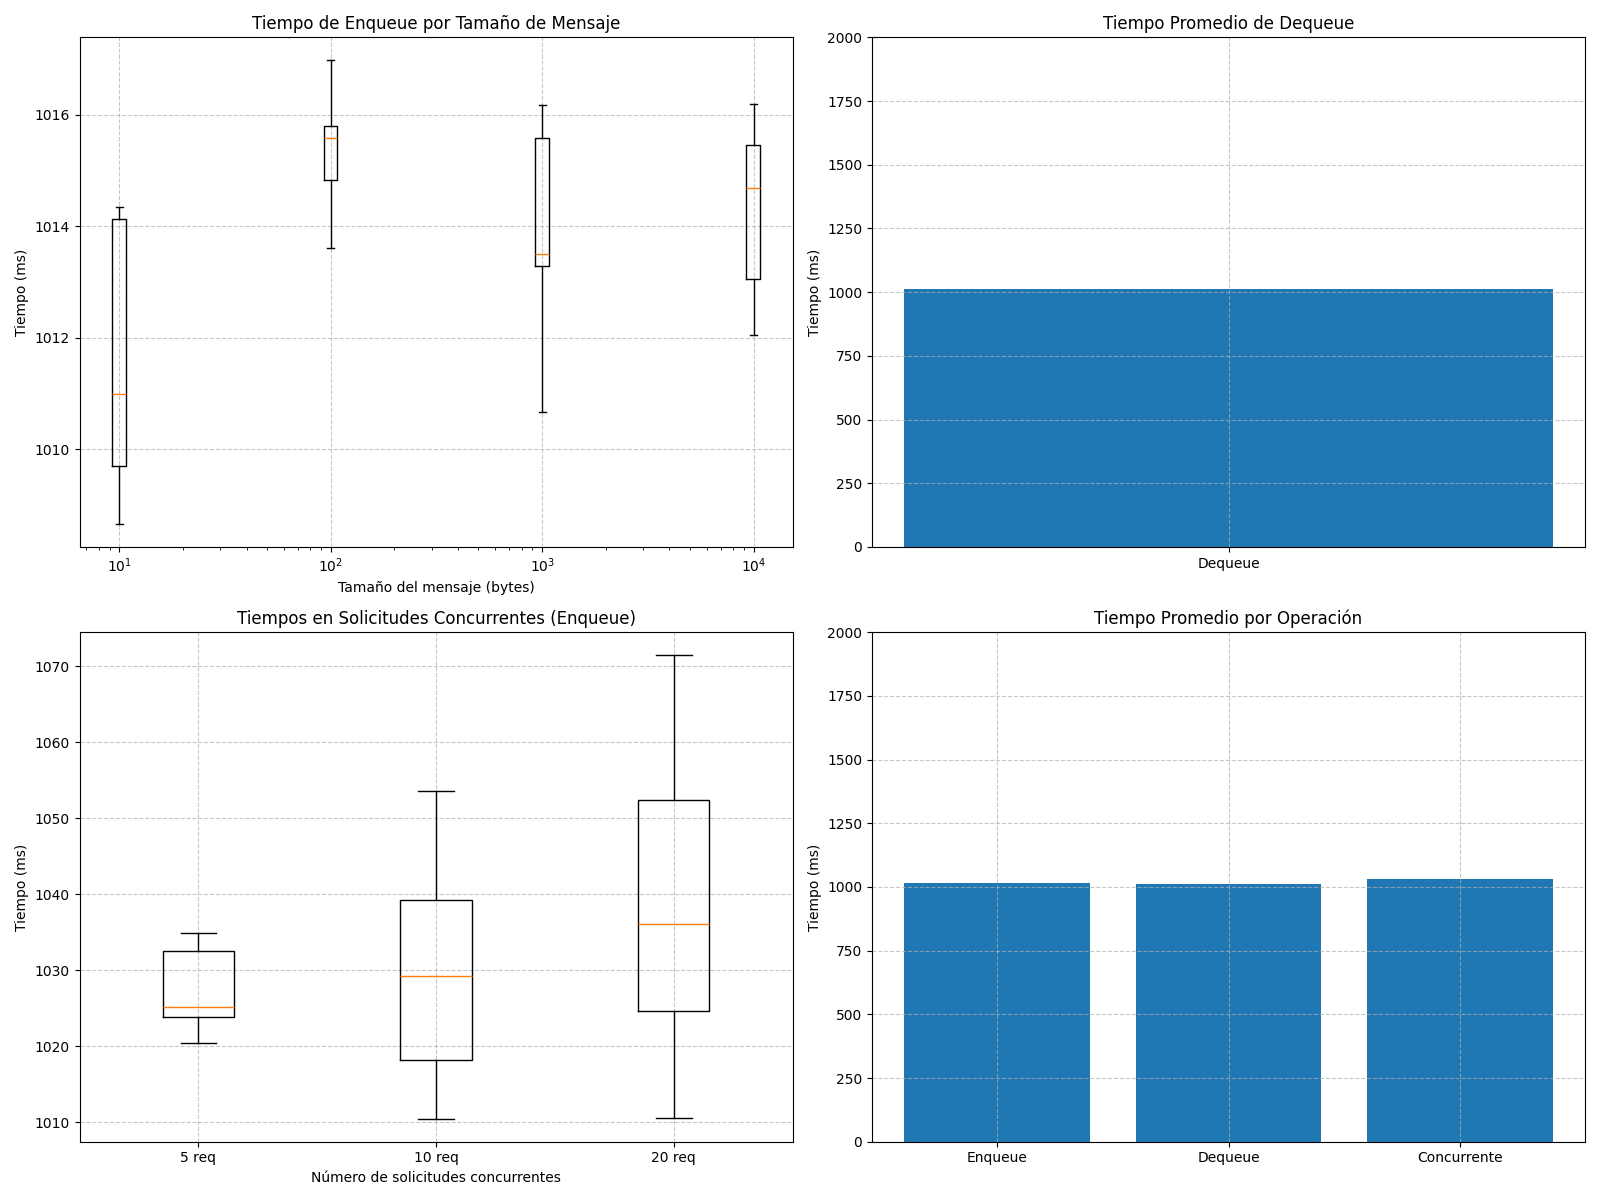 Tiempo de Enqueue por Tamaño de Mensaje
Tiempo (ms)
1016
1014
1012
1010
10¹ 10² 10³ 10⁴
Tamaño del mensaje (bytes)
Tiempo Promedio de Dequeue
Tiempo (ms)
2000
1750
1500
1250
1000
750
500
250
0
Dequeue
Tiempos en Solicitudes Concurrentes (Enqueue)
Tiempo (ms)
1070
1060
1050
1040
1030
1020
1010
5 req 10 req 20 req
Número de solicitudes concurrentes
Tiempo Promedio por Operación
Tiempo (ms)
2000
1750
1500
1250
1000
750
500
250
0
Enqueue Dequeue Concurrente